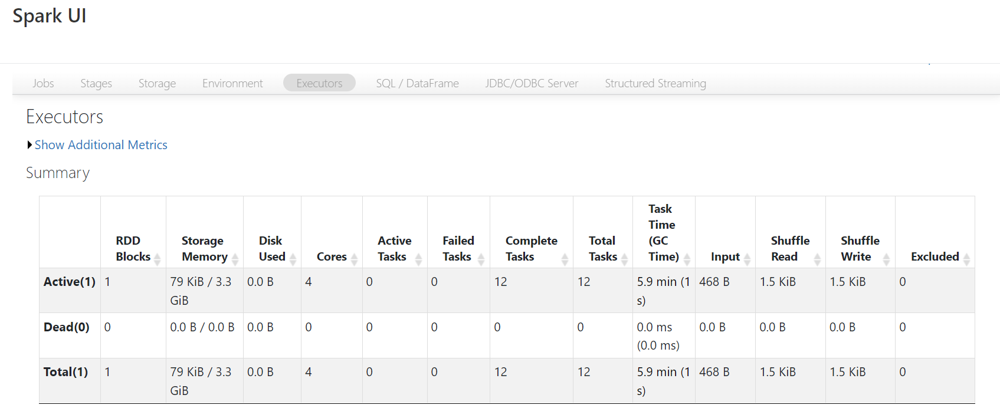 Spark UI
Jobs Stages Storage Environment Executors SQL / DataFrame JDBC/ODBC Server Structured Streaming
Executors
Show Additional Metrics
Summary
RDD Blocks Storage Memory Disk Used Cores Active Tasks Failed Tasks Complete Tasks Total Tasks Task Time (GC Time) Input Shuffle Read Shuffle Write Excluded
Active(1) 1 79 KiB / 3.3 GiB 0.0 B 4 0 0 12 12 5.9 min (1 s) 468 B 1.5 KiB 1.5 KiB 0
Dead(0) 0 0.0 B / 0.0 B 0.0 B 0 0 0 0 0 0.0 ms (0.0 ms) 0.0 B 0.0 B 0.0 B 0
Total(1) 1 79 KiB / 3.3 GiB 0.0 B 4 0 0 12 12 5.9 min (1 s) 468 B 1.5 KiB 1.5 KiB 0